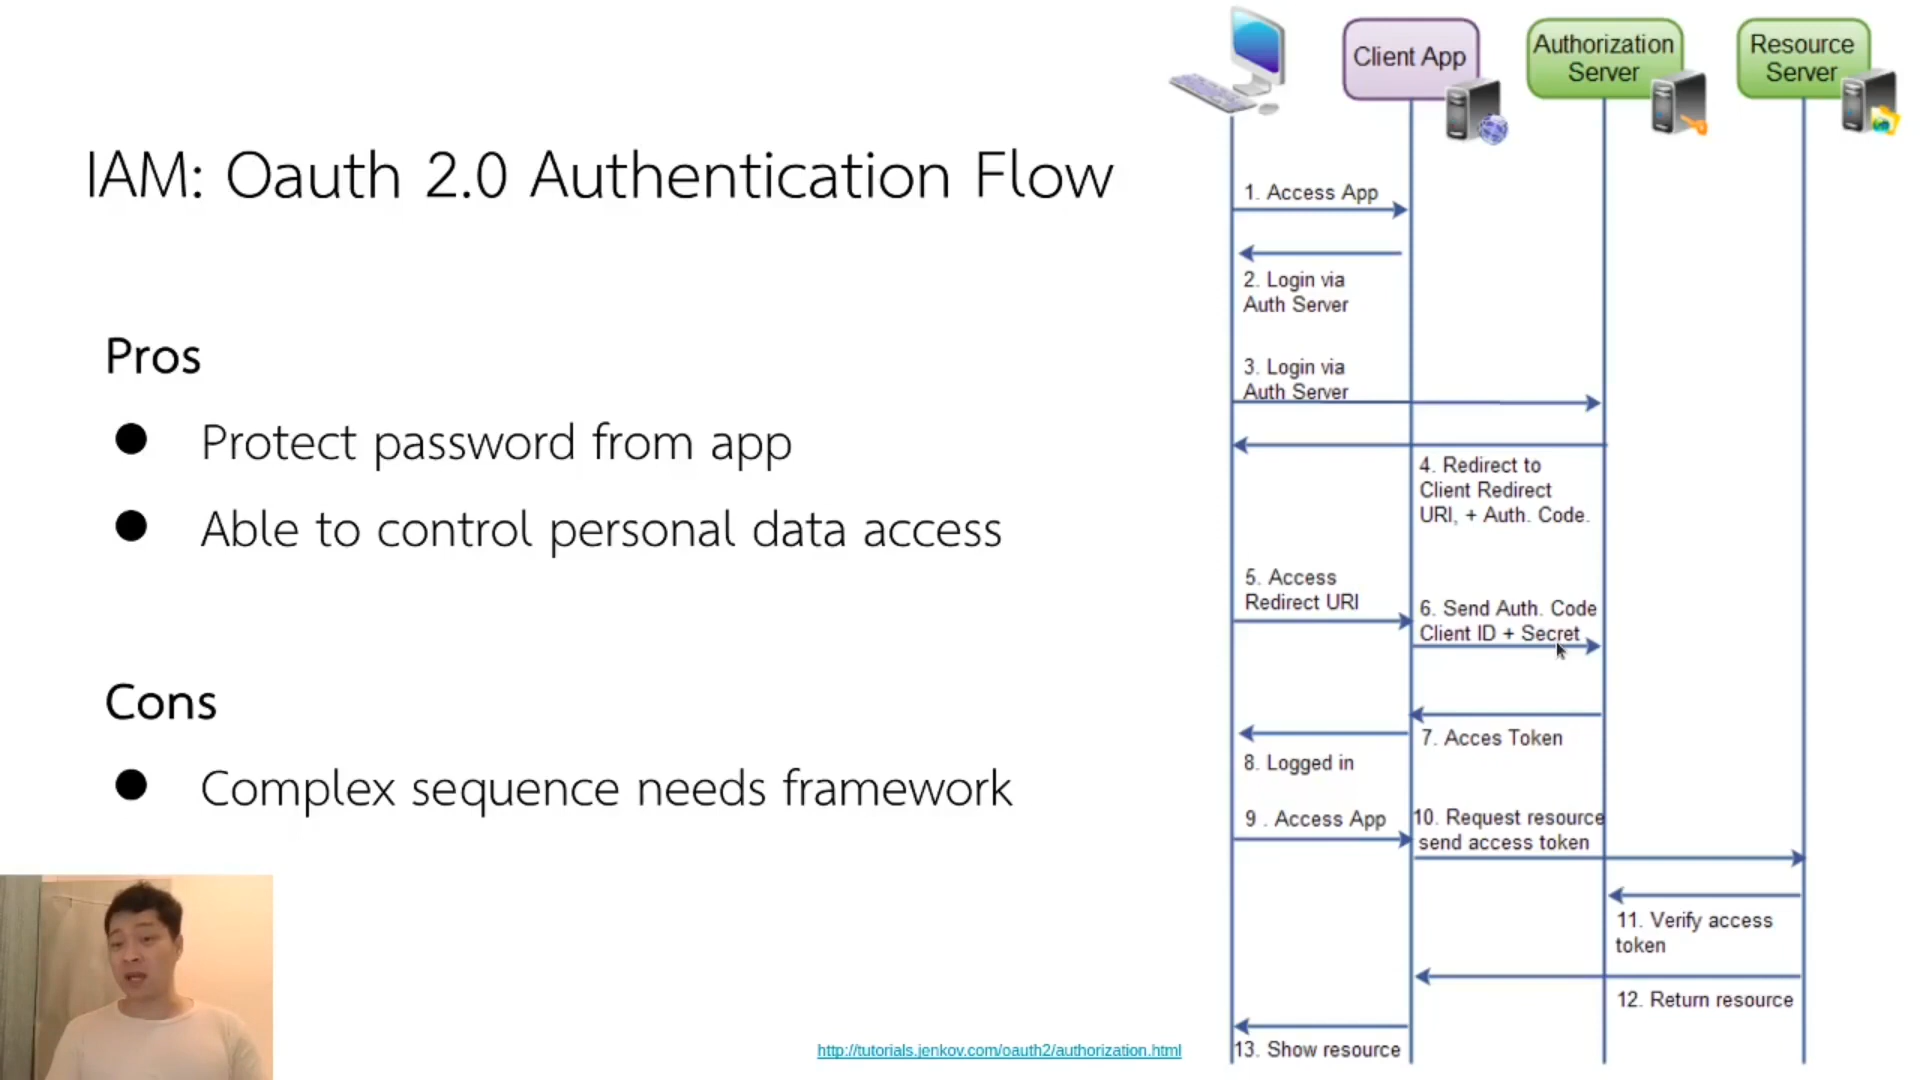 IAM: Oauth 2.0 Authentication Flow
Pros
Protect password from app
Able to control personal data access
Cons
Complex sequence needs framework
http://tutorials.jenkov.com/oauth2/authorization.html
Client App
Authorization
Server
Resource
Server
1. Access App
2. Login via
Auth Server
3. Login via
Auth Server
4. Redirect to
Client Redirect
URI, + Auth. Code.
5. Access
Redirect URI
6. Send Auth. Code
Client ID + Secret
7. Acces Token
8. Logged in
9 . Access App
10. Request resource
send access token
11. Verify access
token
12. Return resource
13. Show resource